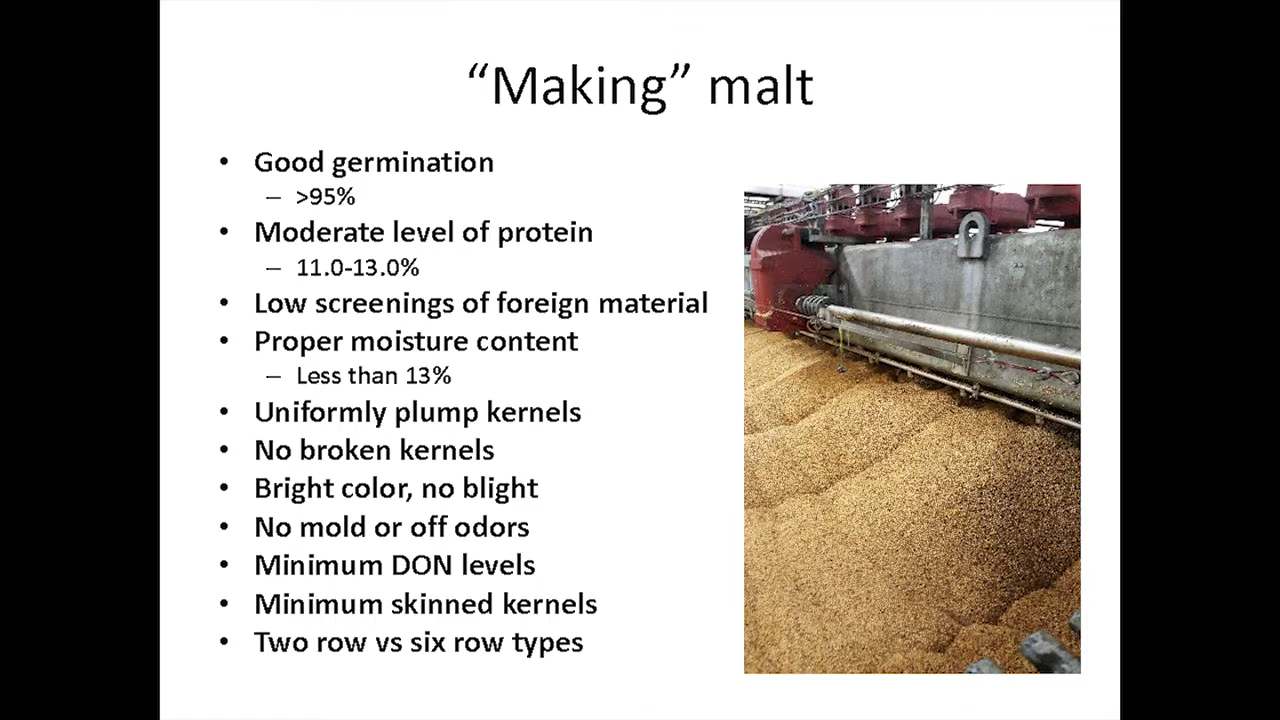 “Making” malt
• Good germination
– >95%
• Moderate level of protein
– 11.0-13.0%
• Low screenings of foreign material
• Proper moisture content
– Less than 13%
• Uniformly plump kernels
• No broken kernels
• Bright color, no blight
• No mold or off odors
• Minimum DON levels
• Minimum skinned kernels
• Two row vs six row types